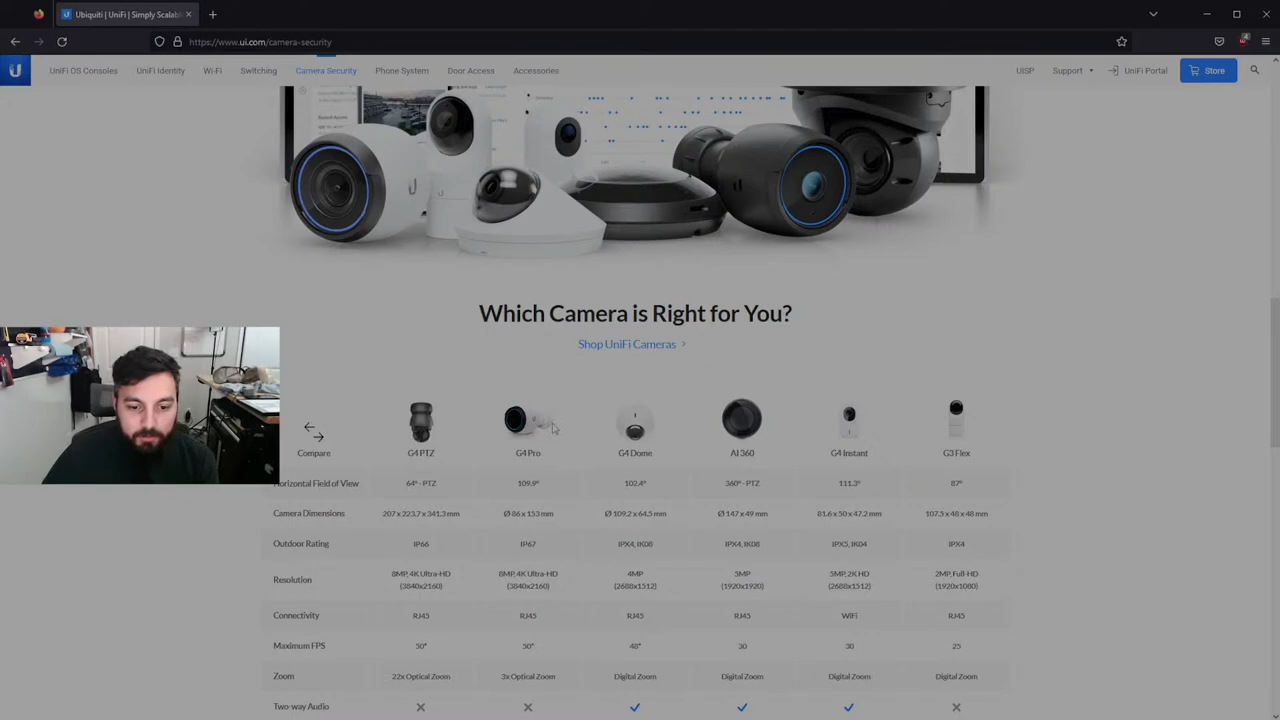 Ubiquiti | UniFi | Simply Scalabl
https://www.ui.com/camera-security
4
UniFi OS Consoles UniFi Identity Wi-Fi Switching Camera Security Phone System Door Access Accessories UISP Support UniFi Portal Store
Which Camera is Right for You?
Shop UniFi Cameras
Compare G4 PTZ G4 Pro G4 Dome AI 360 G4 Instant G3 Flex
Horizontal Field of View 64° - PTZ 109.9° 102.4° 360° - PTZ 111.3° 87°
Camera Dimensions 207 x 223.7 x 341.3 mm Ø 86 x 153 mm Ø 109.2 x 64.5 mm Ø 147 x 49 mm 81.6 x 50 x 47.2 mm 107.5 x 48 x 48 mm
Outdoor Rating IP66 IP67 IPX4, IK08 IPX4, IK08 IPX5, IK04 IPX4
Resolution 8MP, 4K Ultra-HD (3840x2160) 8MP, 4K Ultra-HD (3840x2160) 4MP (2688x1512) 5MP (1920x1920) 5MP, 2K HD (2688x1512) 2MP, Full-HD (1920x1080)
Connectivity RJ45 RJ45 RJ45 RJ45 WiFi RJ45
Maximum FPS 50* 50* 48* 30 30 25
Zoom 22x Optical Zoom 3x Optical Zoom Digital Zoom Digital Zoom Digital Zoom Digital Zoom
Two-way Audio